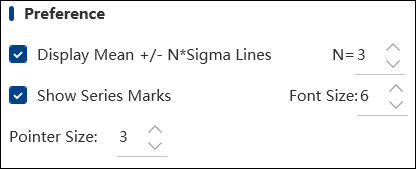 Preference
Display Mean +/- N*Sigma Lines N= 3
Show Series Marks Font Size: 6
Pointer Size: 3